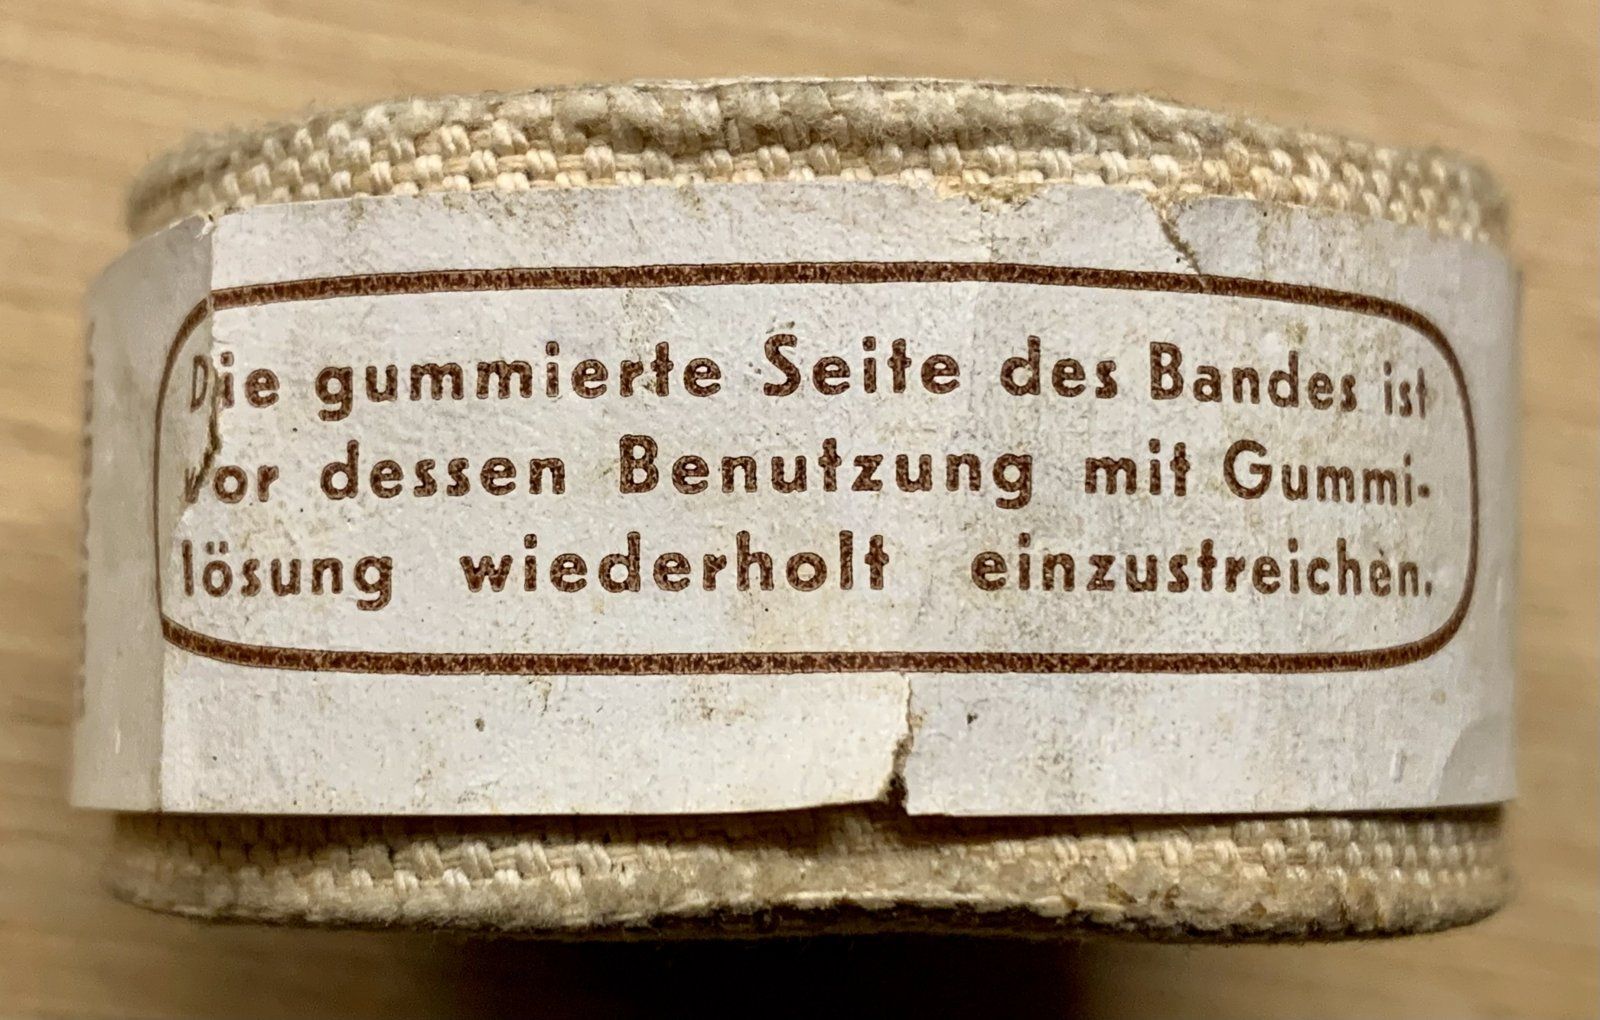 Die gummierte Seite des Bandes ist
vor dessen Benutzung mit Gummi-
lösung wiederholt einzustreichen.